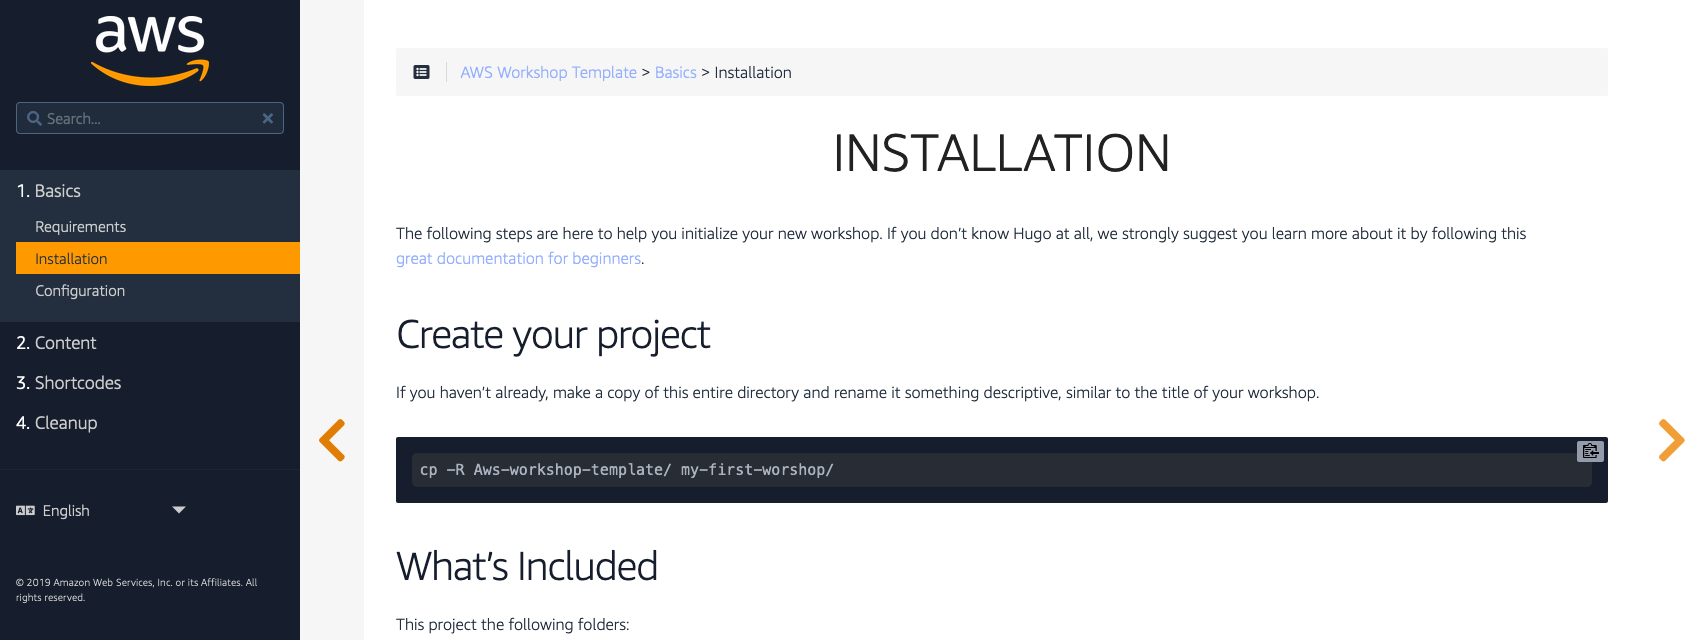 aws
Search...
1. Basics
Requirements
Installation
Configuration
2. Content
3. Shortcodes
4. Cleanup
English
© 2019 Amazon Web Services, Inc. or its Affiliates. All
rights reserved.
AWS Workshop Template > Basics > Installation
INSTALLATION
The following steps are here to help you initialize your new workshop. If you don’t know Hugo at all, we strongly suggest you learn more about it by following this
great documentation for beginners.
Create your project
If you haven’t already, make a copy of this entire directory and rename it something descriptive, similar to the title of your workshop.
cp -R Aws-workshop-template/ my-first-worshop/
What’s Included
This project the following folders: